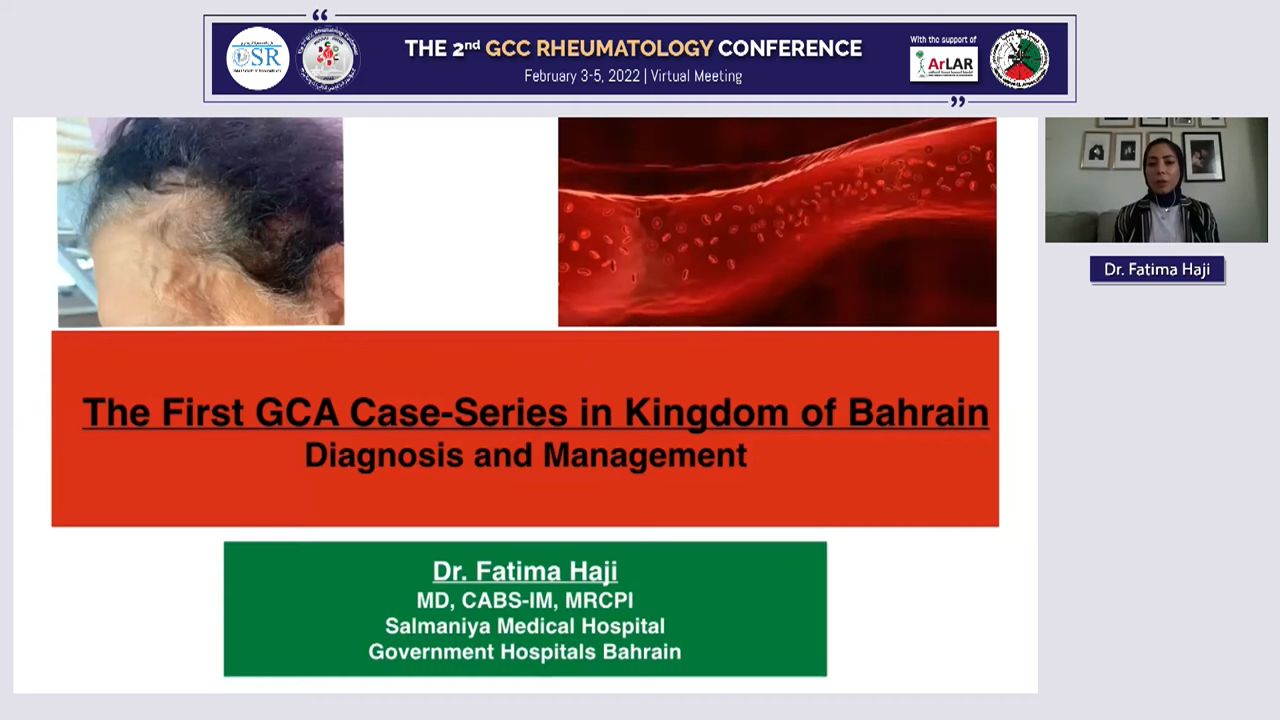 THE 2nd GCC RHEUMATOLOGY CONFERENCE
February 3-5, 2022 | Virtual Meeting
With the support of
SR
ArLAR
Dr. Fatima Haji
The First GCA Case-Series in Kingdom of Bahrain
Diagnosis and Management
Dr. Fatima Haji
MD, CABS-IM, MRCPI
Salmaniya Medical Hospital
Government Hospitals Bahrain